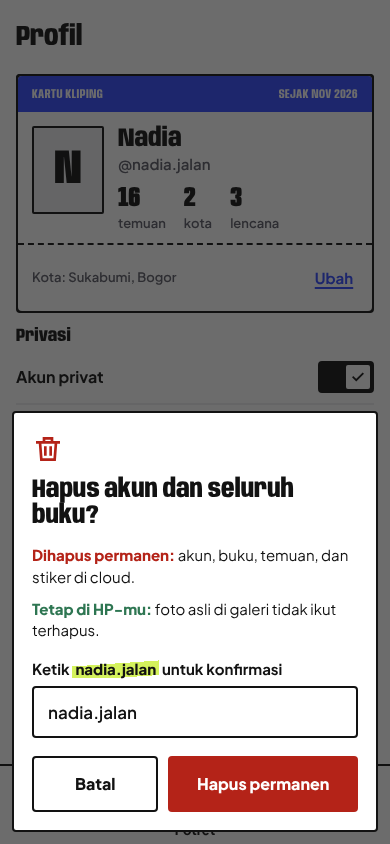 Profil
KARTU KLIPING SEJAK NOV 2026
N
Nadia
@nadia.jalan
16 2 3
temuan kota lencana
Kota: Sukabumi, Bogor Ubah
Privasi
Akun privat
Hapus akun dan seluruh
buku?
Dihapus permanen: akun, buku, temuan, dan
stiker di cloud.
Tetap di HP-mu: foto asli di galeri tidak ikut
terhapus.
Ketik nadia.jalan untuk konfirmasi
nadia.jalan
Batal Hapus permanen